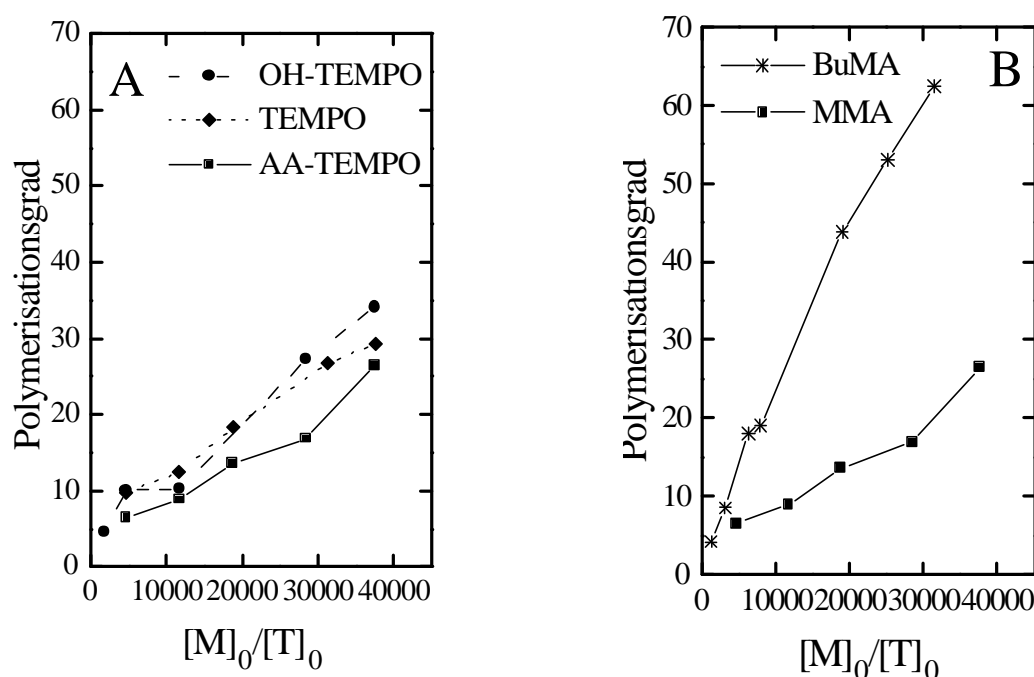 A
OH-TEMPO
TEMPO
AA-TEMPO
Polymerisationsgrad
70
60
50
40
30
20
10
0
0 10000 20000 30000 40000
[M]0/[T]0
B
BuMA
MMA
Polymerisationsgrad
70
60
50
40
30
20
10
0
0 10000 20000 30000 40000
[M]0/[T]0